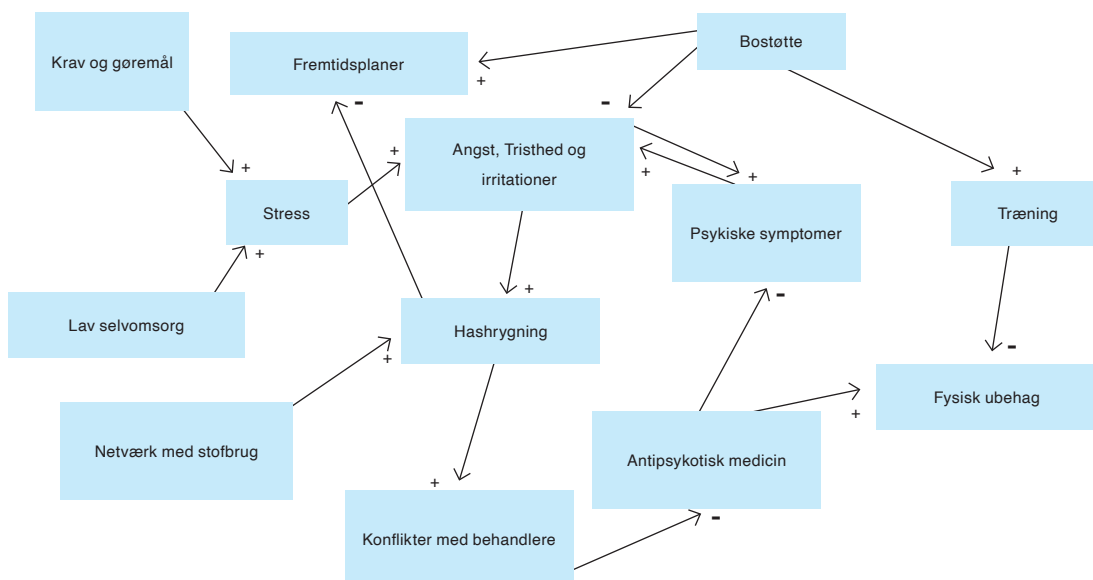 Krav og gøremål
Fremtidsplaner
Bostøtte
+
-
-
+
Angst, Tristhed og
irritationer
+
+
+
+
+
Stress
Psykiske symptomer
Træning
+
Lav selvomsorg
+
-
Hashrygning
+
-
Fysisk ubehag
+
Netværk med stofbrug
Antipsykotisk medicin
+
-
Konflikter med behandlere